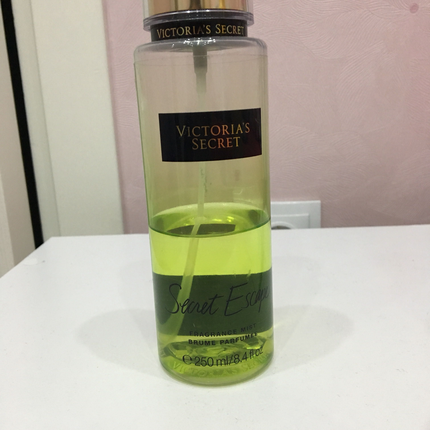 VICTORIA'S SECRET
VICTORIA'S
SECRET
Secret Escape
FRAGRANCE MIST
BRUME PARFUMÉE
℮ 250 ml/8.4 fl oz